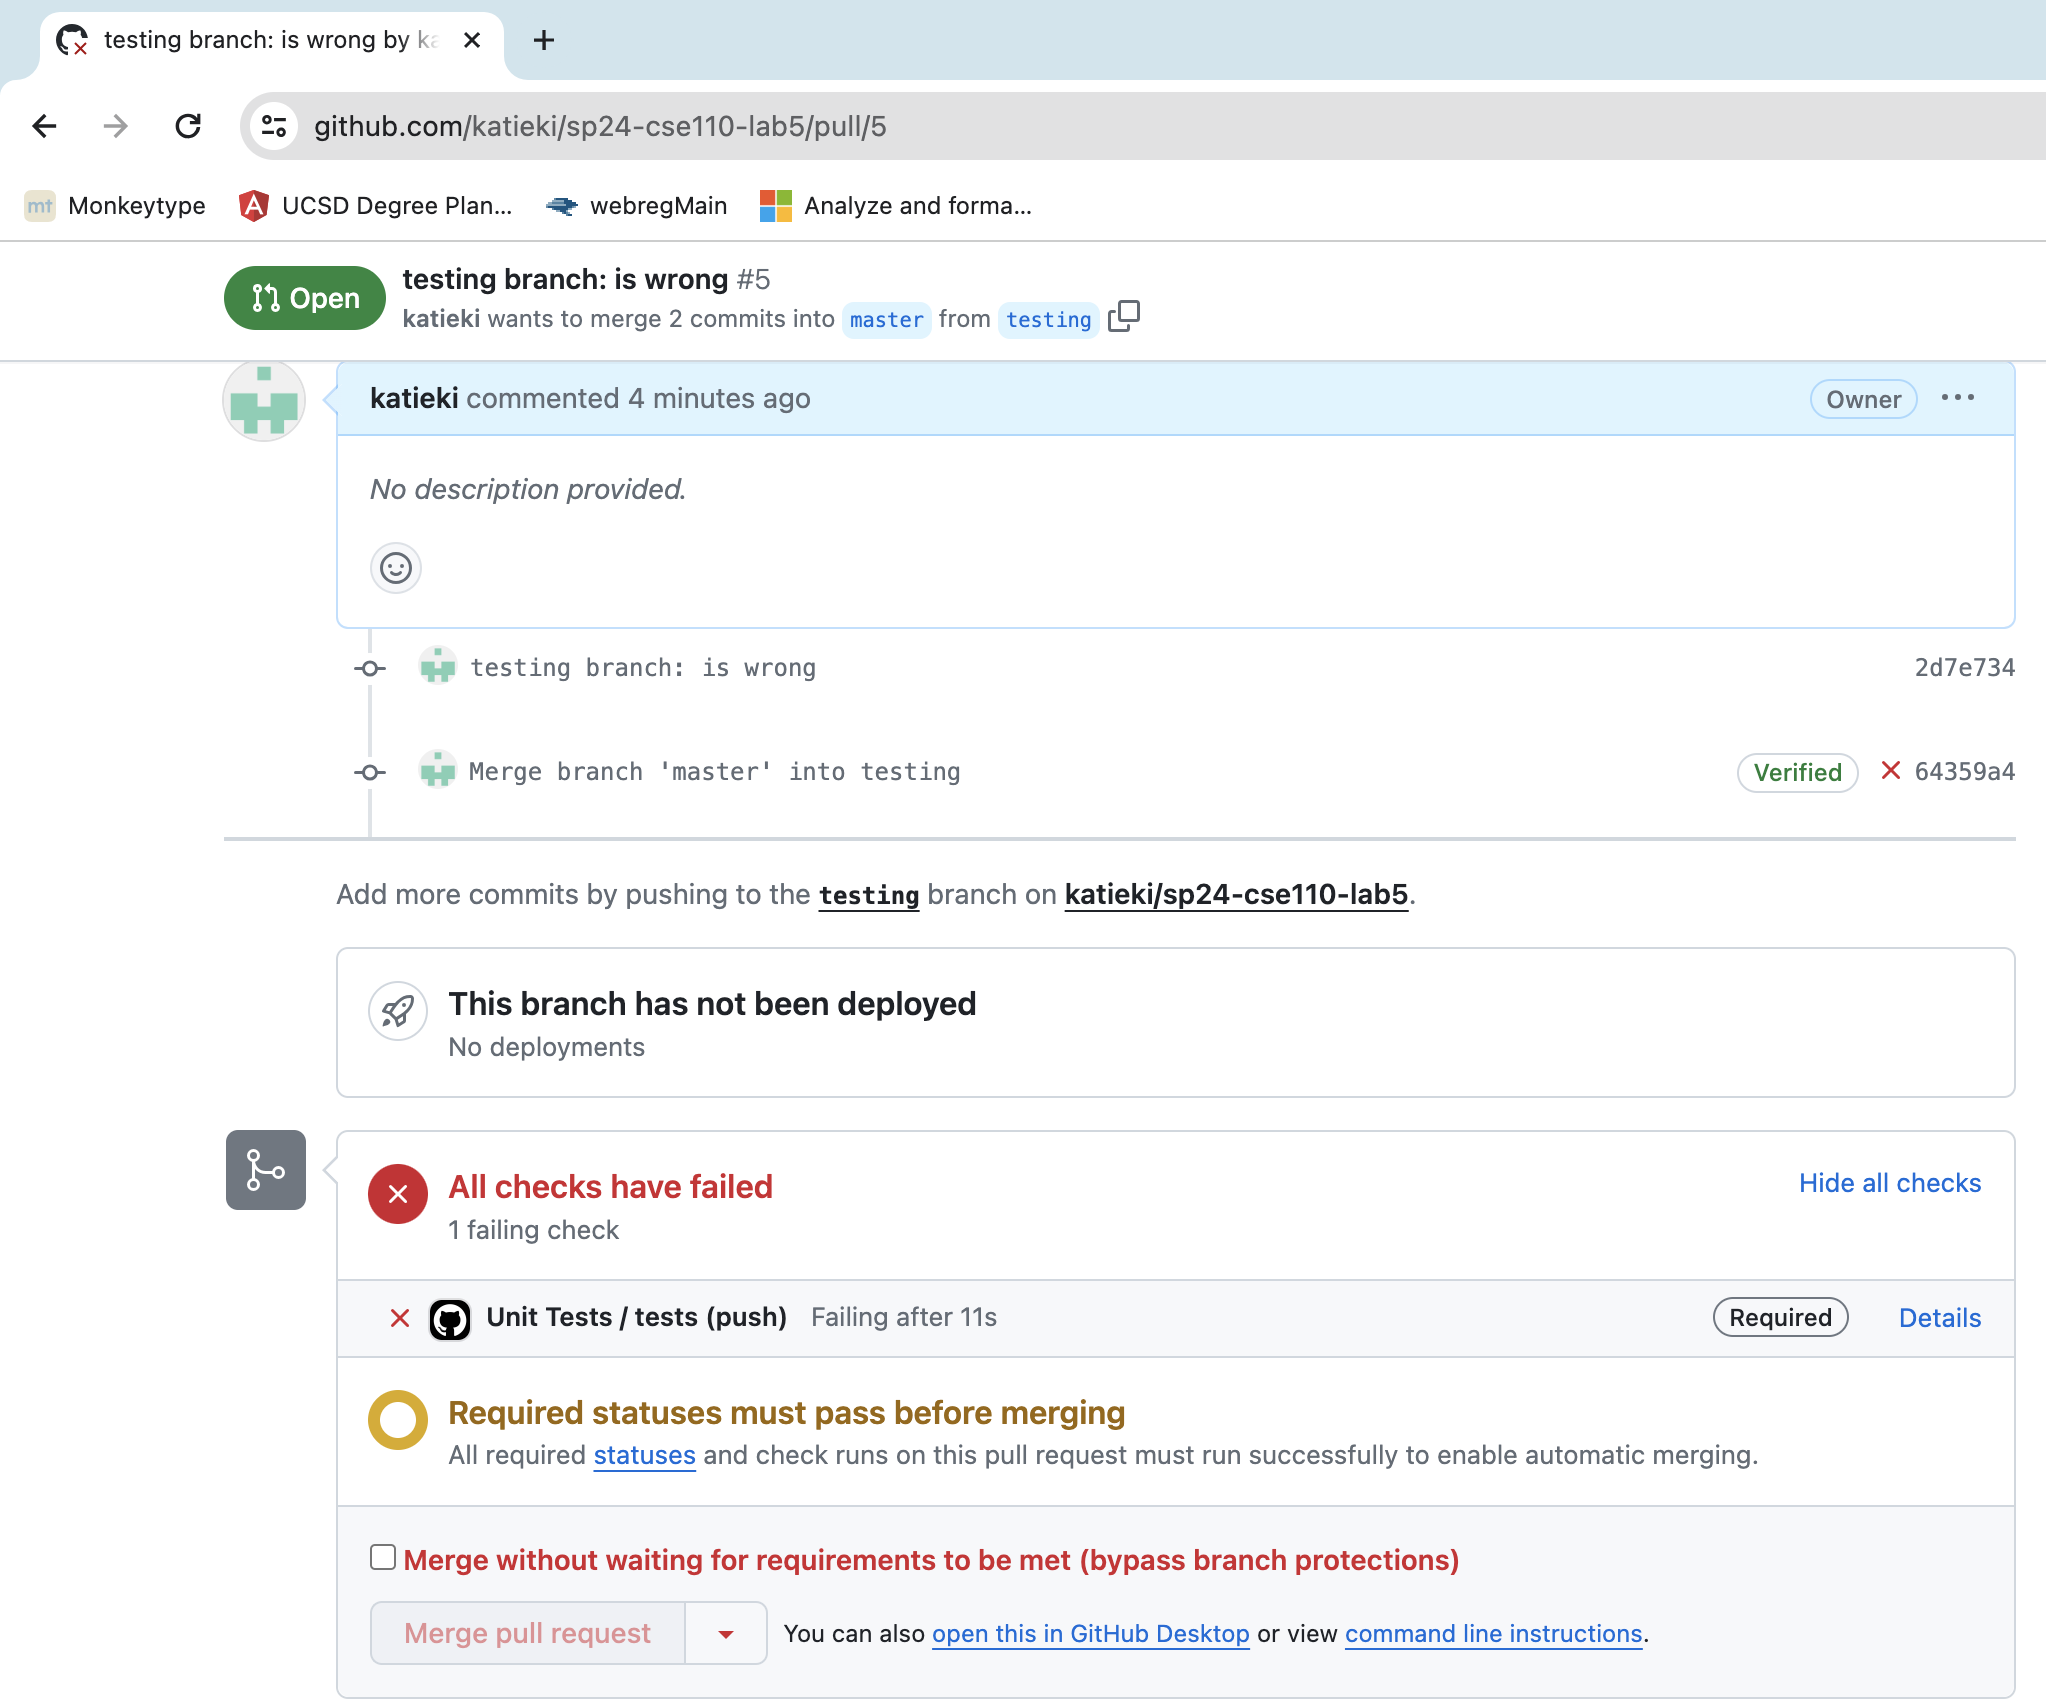 testing branch: is wrong by ka
github.com/katieki/sp24-cse110-lab5/pull/5
mt Monkeytype UCSD Degree Plan... webregMain Analyze and forma...
Open
testing branch: is wrong #5
katieki wants to merge 2 commits into master from testing
katieki commented 4 minutes ago Owner
No description provided.
testing branch: is wrong 2d7e734
Merge branch 'master' into testing Verified 64359a4
Add more commits by pushing to the testing branch on katieki/sp24-cse110-lab5.
This branch has not been deployed
No deployments
All checks have failed Hide all checks
1 failing check
Unit Tests / tests (push) Failing after 11s Required Details
Required statuses must pass before merging
All required statuses and check runs on this pull request must run successfully to enable automatic merging.
Merge without waiting for requirements to be met (bypass branch protections)
Merge pull request You can also open this in GitHub Desktop or view command line instructions.